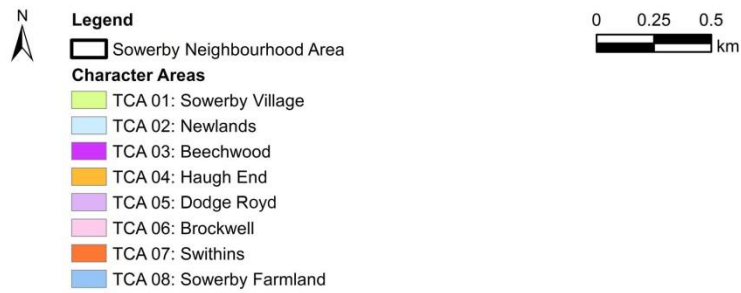 N
Legend
Sowerby Neighbourhood Area
Character Areas
TCA 01: Sowerby Village
TCA 02: Newlands
TCA 03: Beechwood
TCA 04: Haugh End
TCA 05: Dodge Royd
TCA 06: Brockwell
TCA 07: Swithins
TCA 08: Sowerby Farmland
0 0.25 0.5
km